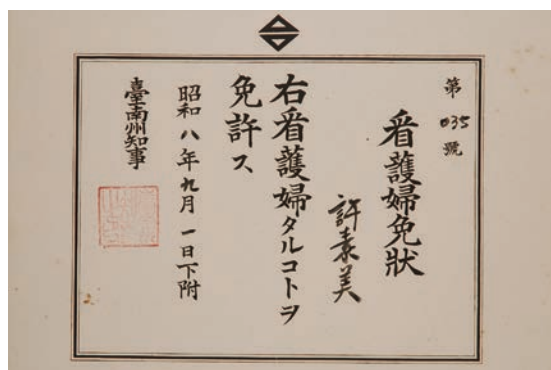 第035號
看護婦免狀
許素美
右看護婦タルコトヲ
免許ス
昭和八年九月一日下附
臺南州知事